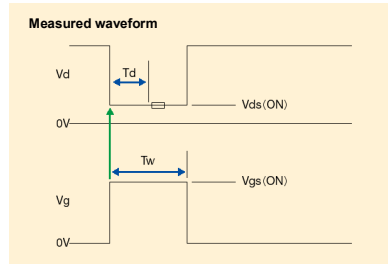 Measured waveform
Vd
Td
Vds(ON)
0V
Tw
Vgs(ON)
Vg
0V